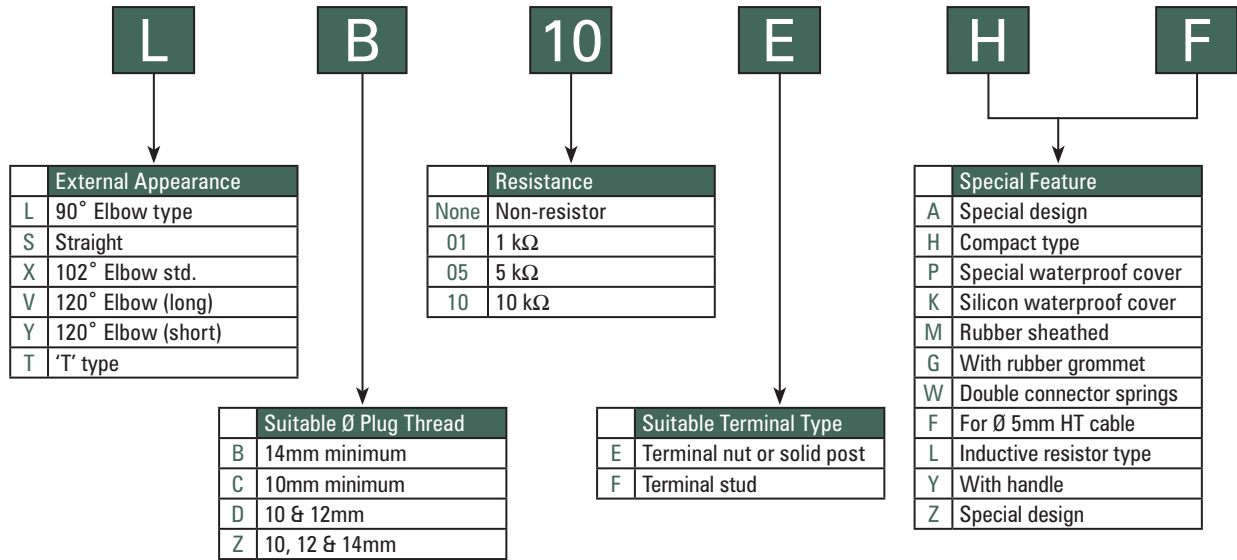 L B 10 E H F
External Appearance
L 90˚ Elbow type
S Straight
X 102˚ Elbow std.
V 120˚ Elbow (long)
Y 120˚ Elbow (short)
T ‘T’ type
Suitable Ø Plug Thread
B 14mm minimum
C 10mm minimum
D 10 & 12mm
Z 10, 12 & 14mm
Resistance
None Non-resistor
01 1 kΩ
05 5 kΩ
10 10 kΩ
Suitable Terminal Type
E Terminal nut or solid post
F Terminal stud
Special Feature
A Special design
H Compact type
P Special waterproof cover
K Silicon waterproof cover
M Rubber sheathed
G With rubber grommet
W Double connector springs
F For Ø 5mm HT cable
L Inductive resistor type
Y With handle
Z Special design